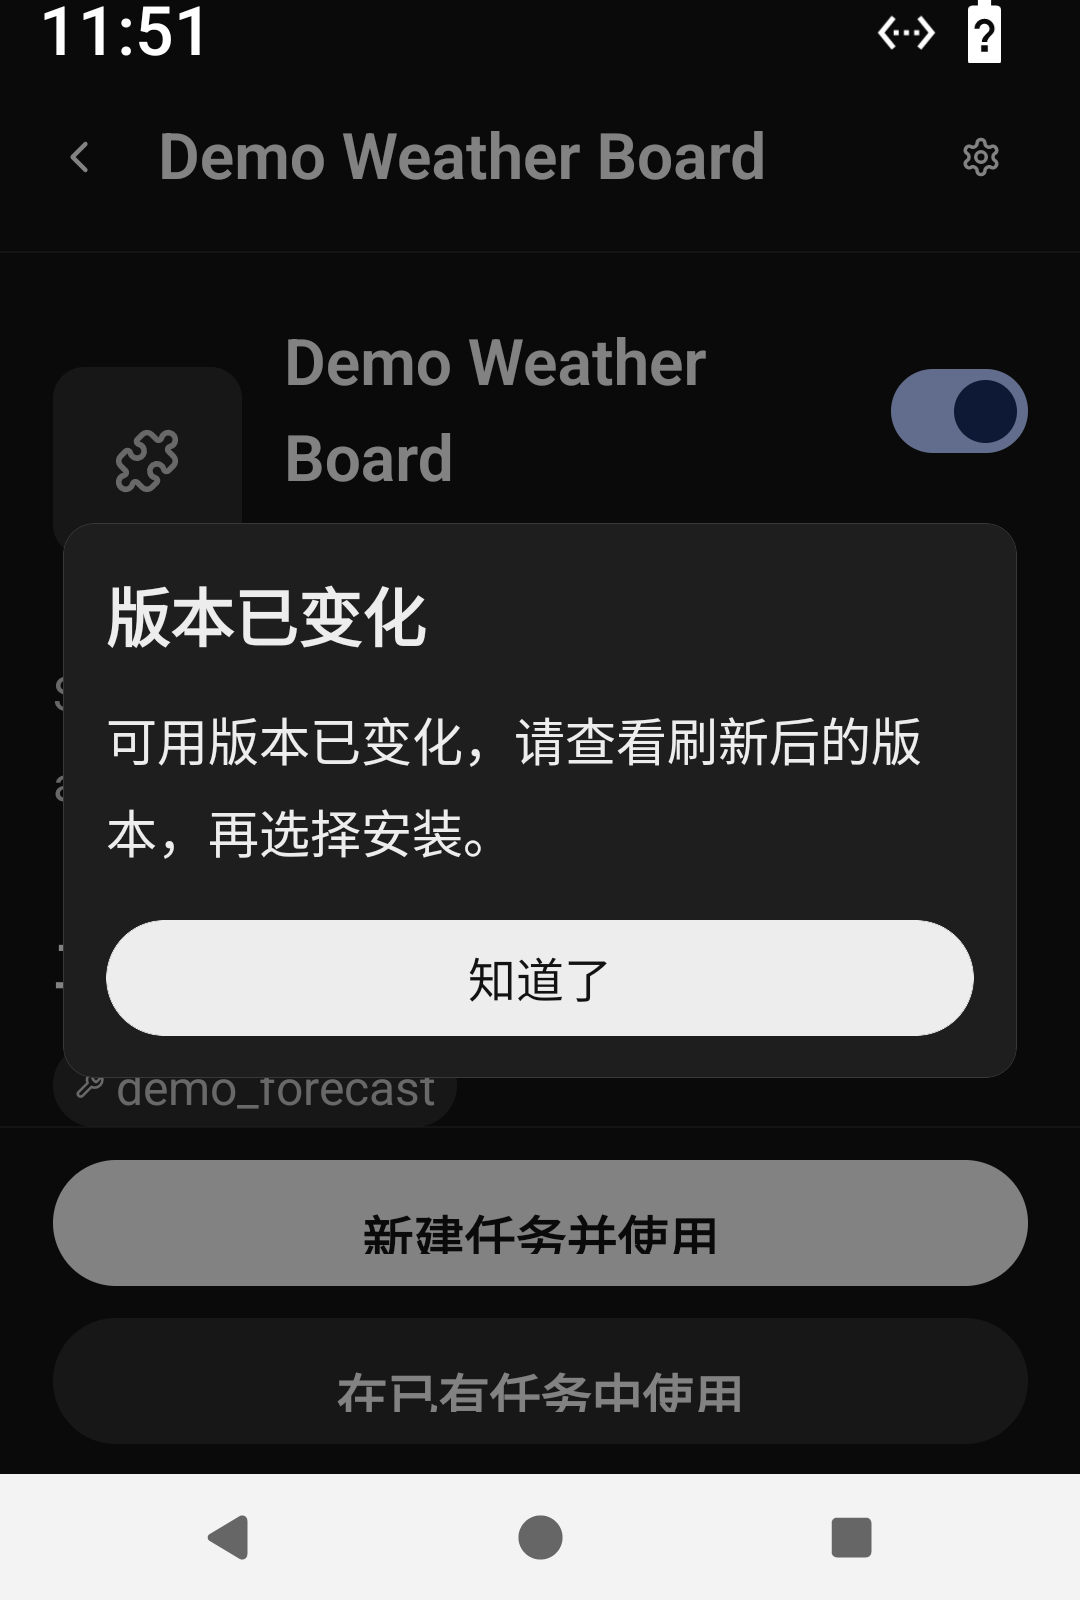 11:51
Demo Weather Board
Demo Weather
Board
版本已变化
可用版本已变化，请查看刷新后的版
本，再选择安装。
知道了
demo_forecast
新建任务并使用
在已有任务中使用